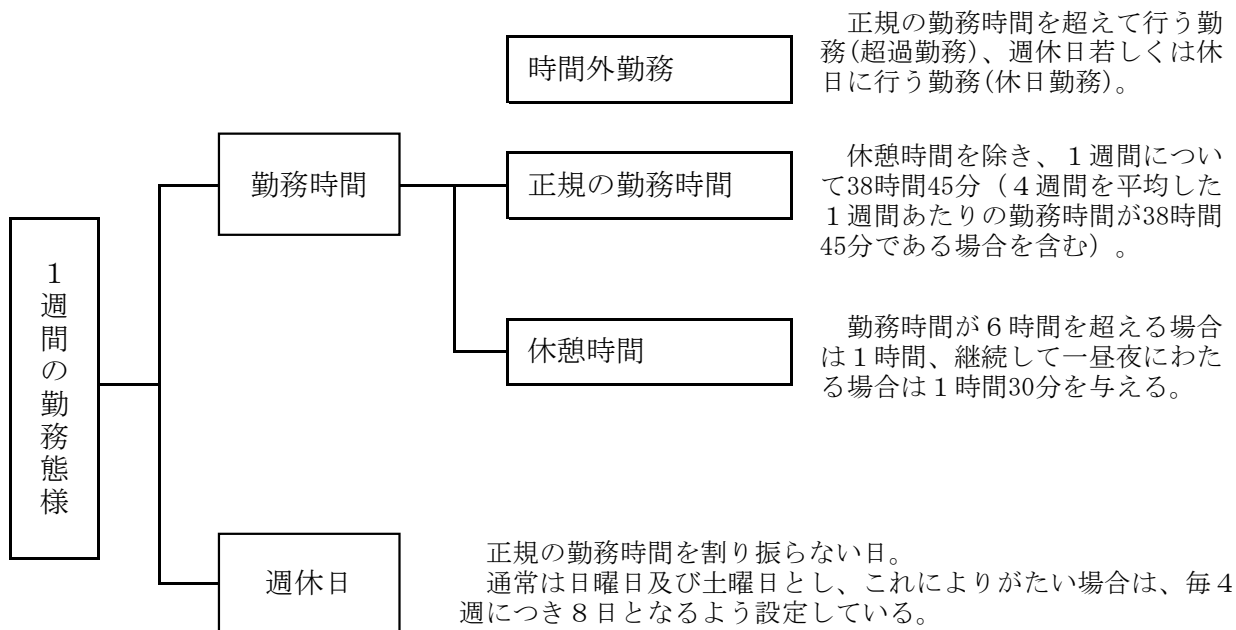 時間外勤務
　正規の勤務時間を超えて行う勤
務(超過勤務)、週休日若しくは休
日に行う勤務(休日勤務)。
勤務時間
正規の勤務時間
　休憩時間を除き、１週間につい
て38時間45分（４週間を平均した
１週間あたりの勤務時間が38時間
45分である場合を含む）。
１週間の勤務態様
休憩時間
　勤務時間が６時間を超える場合
は１時間、継続して一昼夜にわた
る場合は１時間30分を与える。
週休日
　正規の勤務時間を割り振らない日。
　通常は日曜日及び土曜日とし、これによりがたい場合は、毎４
週につき８日となるよう設定している。